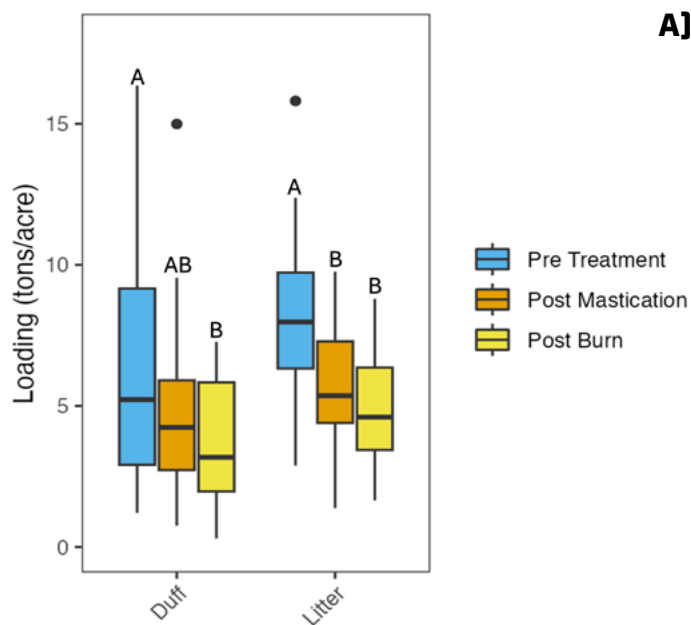 A]
A
A
AB
B
B
B
15
10
5
0
Loading (tons/acre)
Duff
Litter
Pre Treatment
Post Mastication
Post Burn